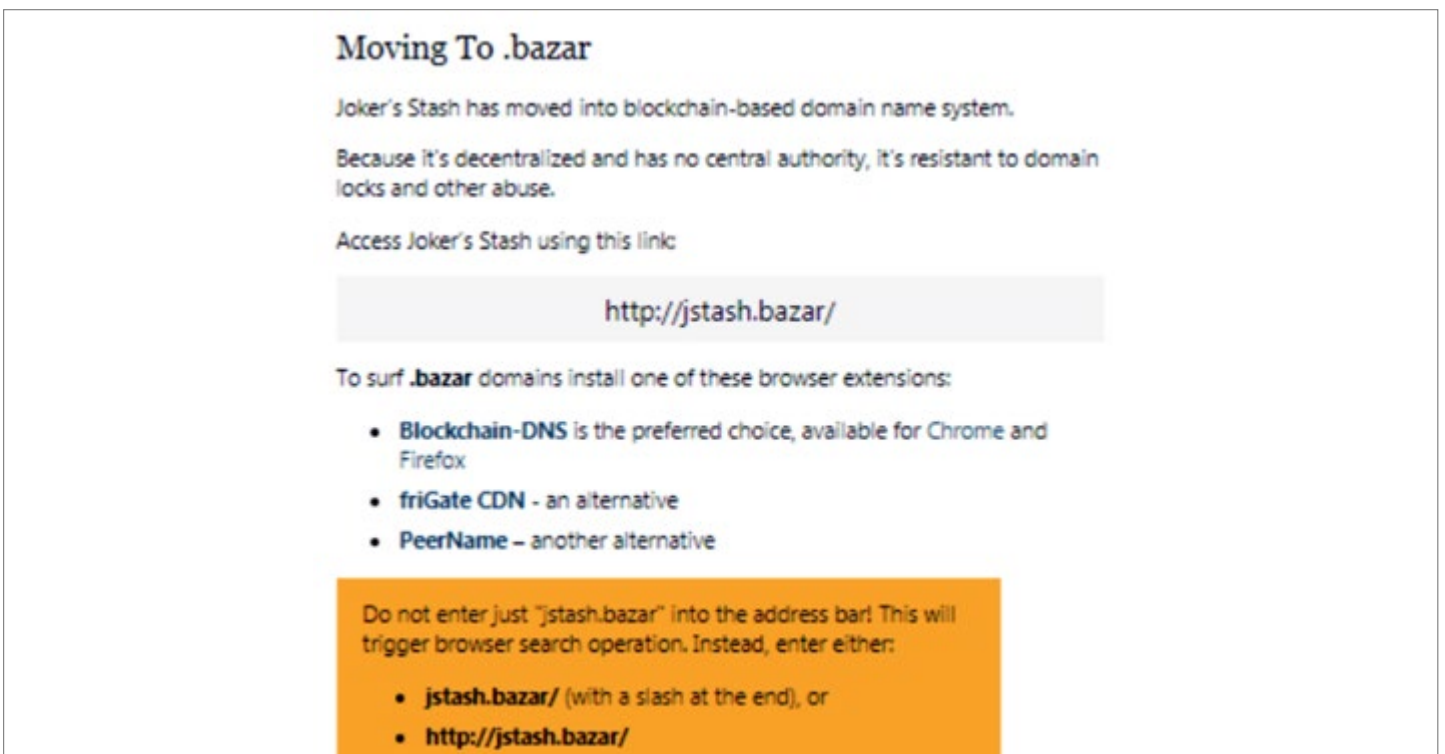 Moving To .bazar
Joker's Stash has moved into blockchain-based domain name system.
Because it's decentralized and has no central authority, it's resistant to domain
locks and other abuse.
Access Joker's Stash using this link:
http://jstash.bazar/
To surf .bazar domains install one of these browser extensions:
• Blockchain-DNS is the preferred choice, available for Chrome and
Firefox
• friGate CDN - an alternative
• PeerName – another alternative
Do not enter just "jstash.bazar" into the address bar! This will
trigger browser search operation. Instead, enter either:
• jstash.bazar/ (with a slash at the end), or
• http://jstash.bazar/